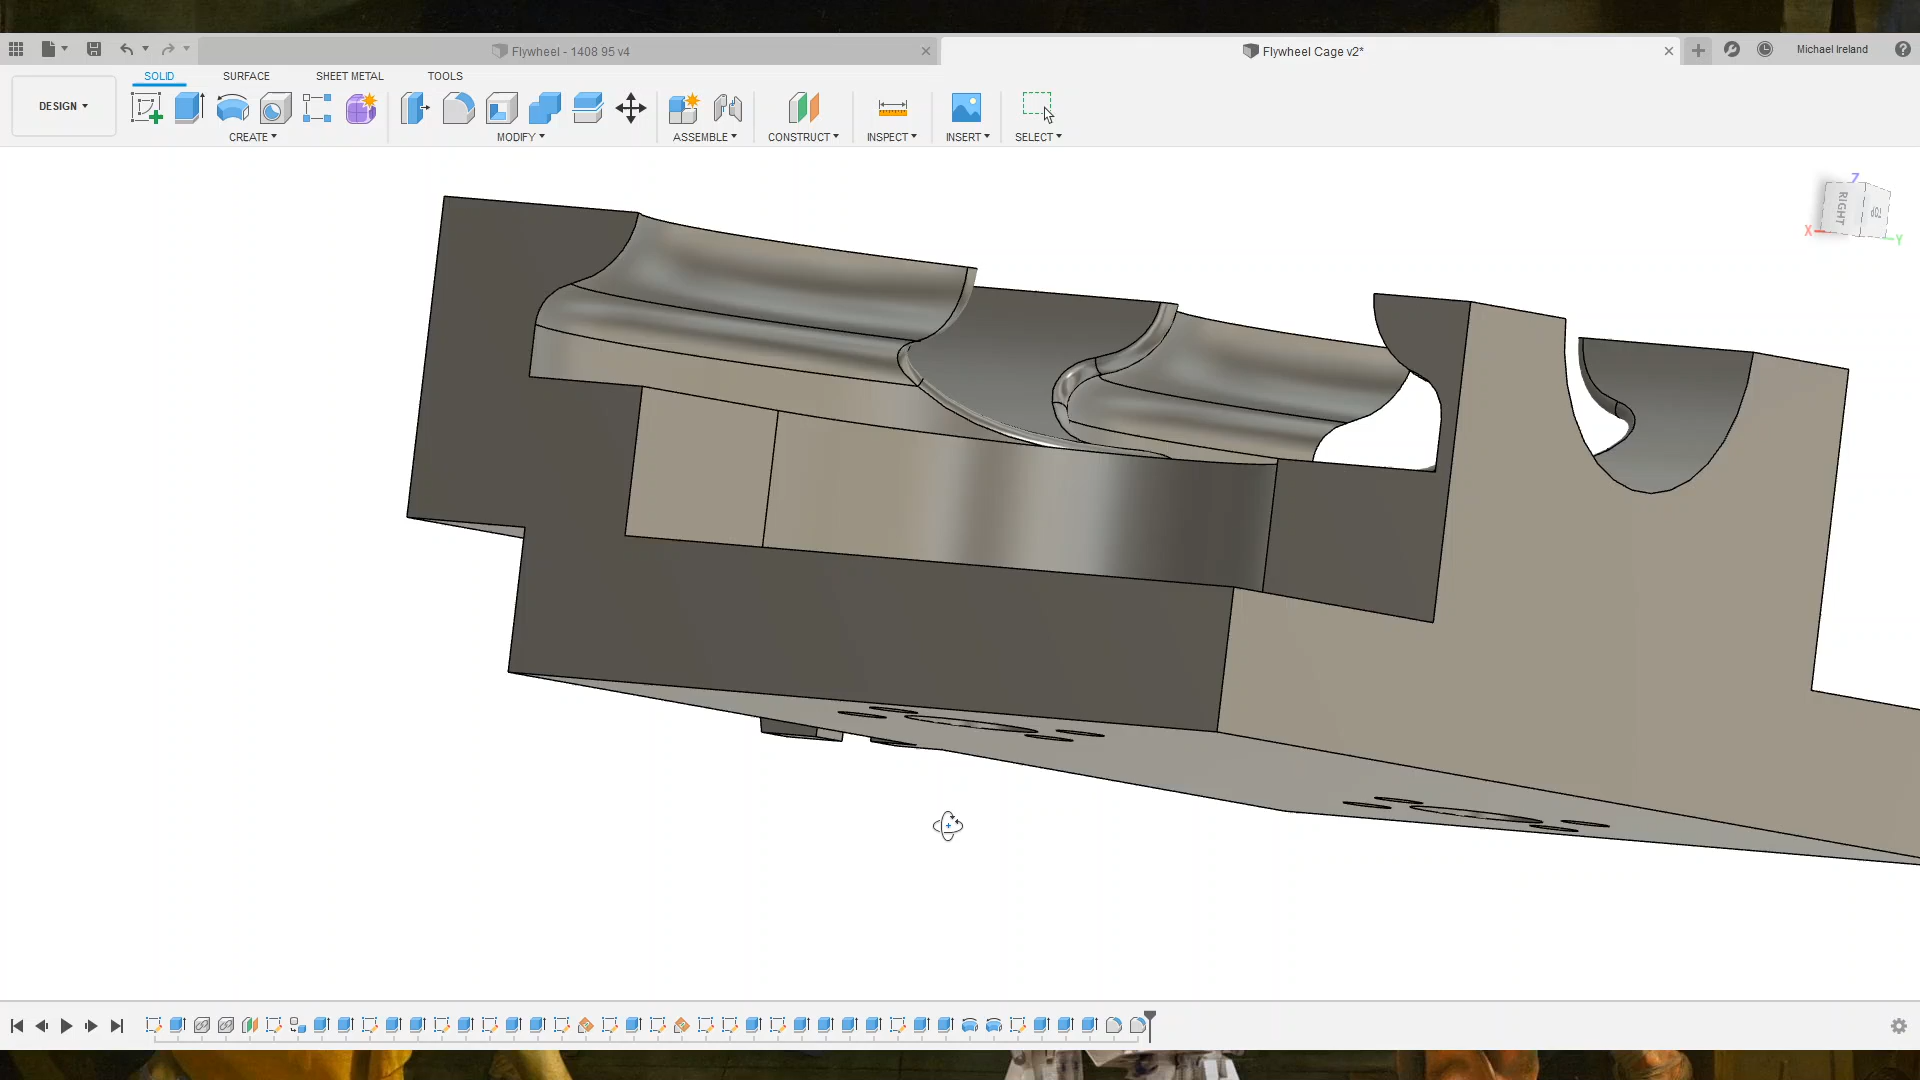 Flywheel - 1408 95 v4
Flywheel Cage v2*
Michael Ireland
DESIGN
SOLID
SURFACE
SHEET METAL
TOOLS
CREATE
MODIFY
ASSEMBLE
CONSTRUCT
INSPECT
INSERT
SELECT
Z
RIGHT
TOP
X
Y